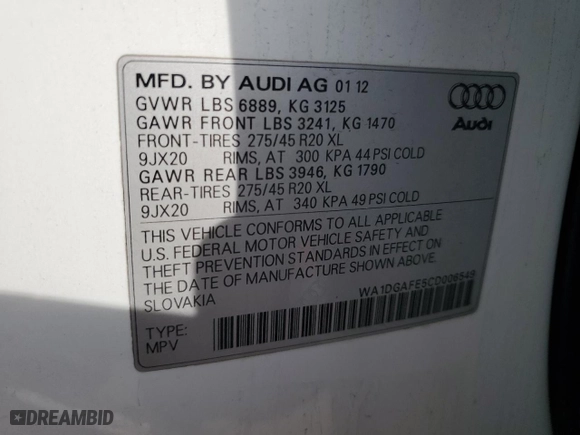 MFD. BY AUDI AG 01 12
GVWR LBS 6889, KG 3125
GAWR FRONT LBS 3241, KG 1470
FRONT-TIRES 275/45 R20 XL
9JX20 RIMS, AT 300 KPA 44 PSI COLD
GAWR REAR LBS 3946, KG 1790
REAR-TIRES 275/45 R20 XL
9JX20 RIMS, AT 340 KPA 49 PSI COLD
Audi
THIS VEHICLE CONFORMS TO ALL APPLICABLE
U.S. FEDERAL MOTOR VEHICLE SAFETY AND
THEFT PREVENTION STANDARDS IN EFFECT ON
THE DATE OF MANUFACTURE SHOWN ABOVE.
SLOVAKIA
WA1DGAFE5CD006549
TYPE:
MPV
DREAMBID